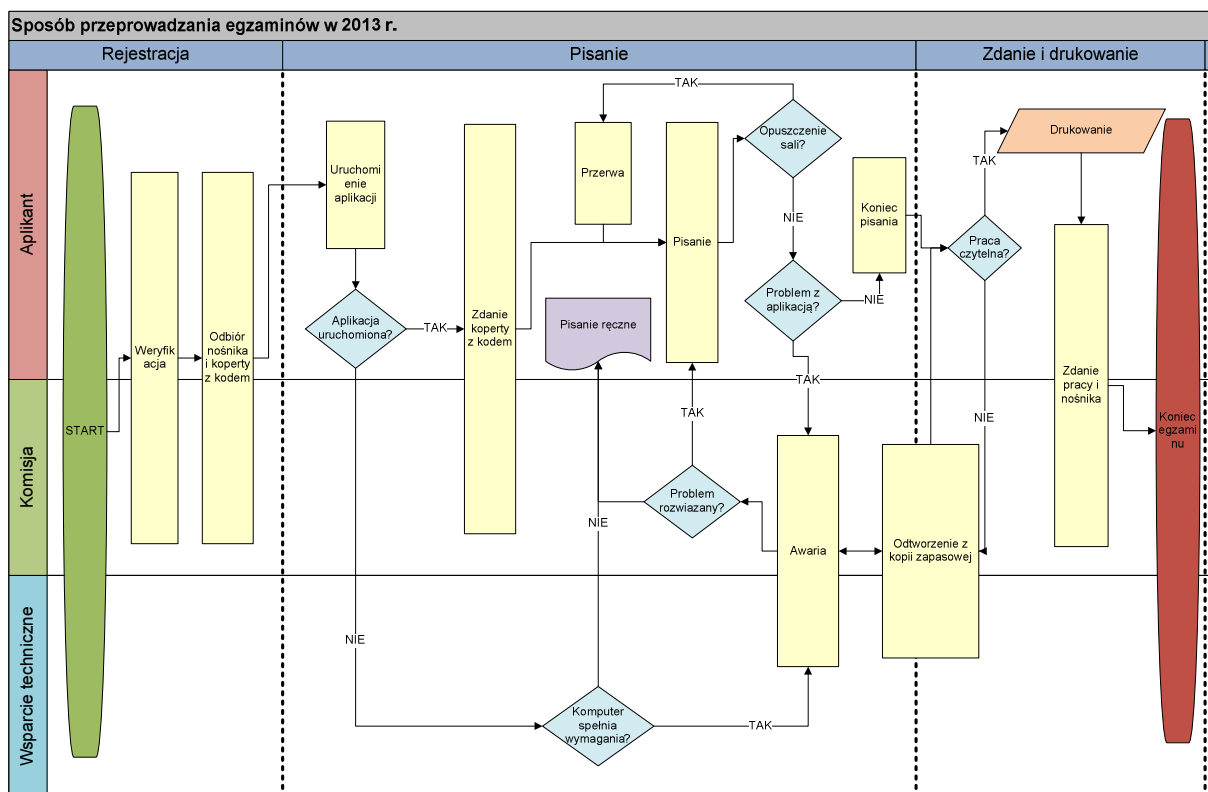 Sposób przeprowadzania egzaminów w 2013 r.
Rejestracja
Pisanie
Zdanie i drukowanie
Aplikant
Komisja
Wsparcie techniczne
START
Weryfik
acja
Odbiór
nośnika
i koperty
z kodem
Uruchomi
enie
aplikacji
Aplikacja
uruchomiona?
TAK
NIE
Zdanie
koperty
z kodem
Przerwa
TAK
Pisanie
Opuszczenie
sali?
NIE
Problem z
aplikacją?
NIE
TAK
Koniec
pisania
Pisanie ręczne
TAK
Problem
rozwiazany?
NIE
Awaria
Komputer
spełnia
wymagania?
TAK
Odtworzenie z
kopii zapasowej
Praca
czytelna?
TAK
NIE
Drukowanie
Zdanie
pracy i
nośnika
Koniec
egzami
nu